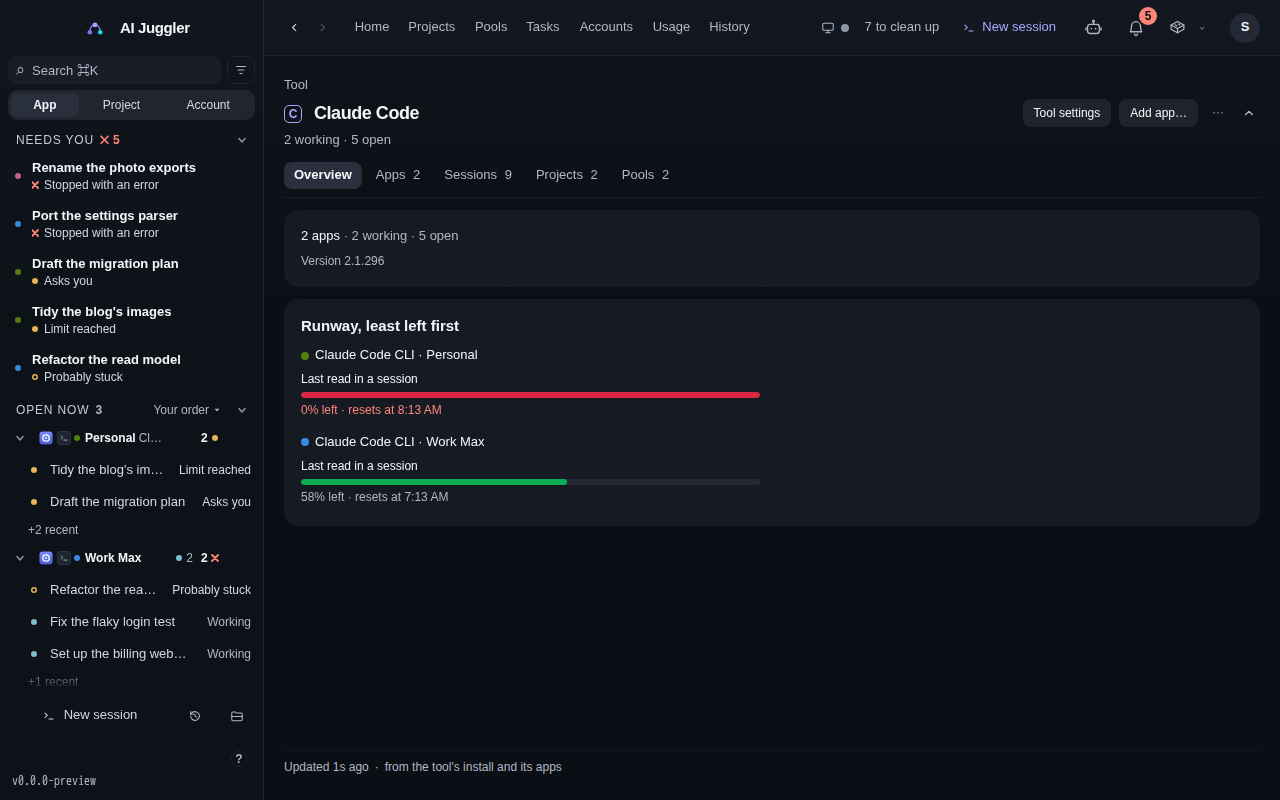 AI Juggler
Search ⌘K
App Project Account
NEEDS YOU 5
Rename the photo exports
Stopped with an error
Port the settings parser
Stopped with an error
Draft the migration plan
Asks you
Tidy the blog's images
Limit reached
Refactor the read model
Probably stuck
OPEN NOW 3 Your order
Personal Cl… 2
Tidy the blog's im… Limit reached
Draft the migration plan Asks you
+2 recent
Work Max 2 2
Refactor the rea… Probably stuck
Fix the flaky login test Working
Set up the billing web… Working
+1 recent
New session
?
v0.0.0-preview
Home Projects Pools Tasks Accounts Usage History 7 to clean up New session 5 S
Tool
C Claude Code Tool settings Add app…
2 working · 5 open
Overview Apps 2 Sessions 9 Projects 2 Pools 2
2 apps · 2 working · 5 open
Version 2.1.296
Runway, least left first
Claude Code CLI · Personal
Last read in a session
0% left · resets at 8:13 AM
Claude Code CLI · Work Max
Last read in a session
58% left · resets at 7:13 AM
Updated 1s ago · from the tool's install and its apps